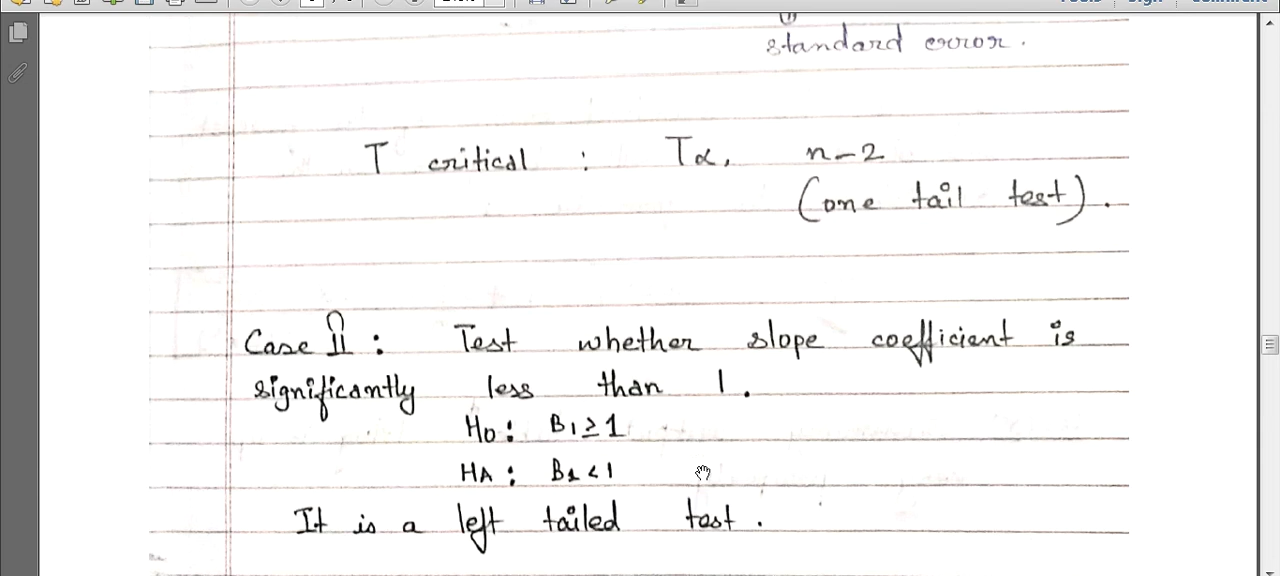 standard error.
T critical : Tα, n-2
(one tail test).
Case II : Test whether slope coefficient is
significantly less than 1.
H0 : B1 ≥ 1
HA : B1 < 1
It is a left tailed test.